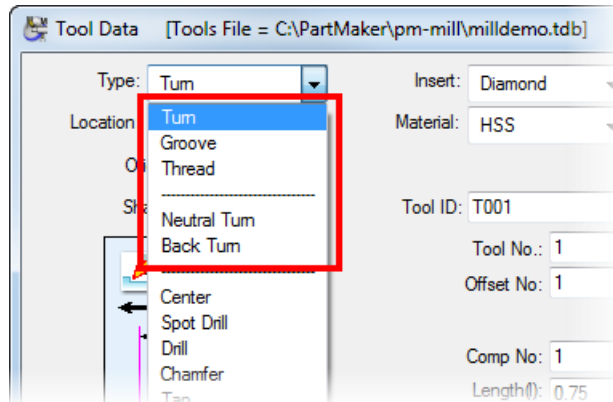 Tool Data [Tools File = C:\PartMaker\pm-mill\milldemo.tdb]
Type: Turn Insert: Diamond
Location Turn Material: HSS
Groove
Thread
Neutral Turn Tool ID: T001
Back Turn Tool No.: 1
Offset No: 1
Center
Spot Drill
Drill Comp No: 1
Chamfer Length(l): 0.75
Tap